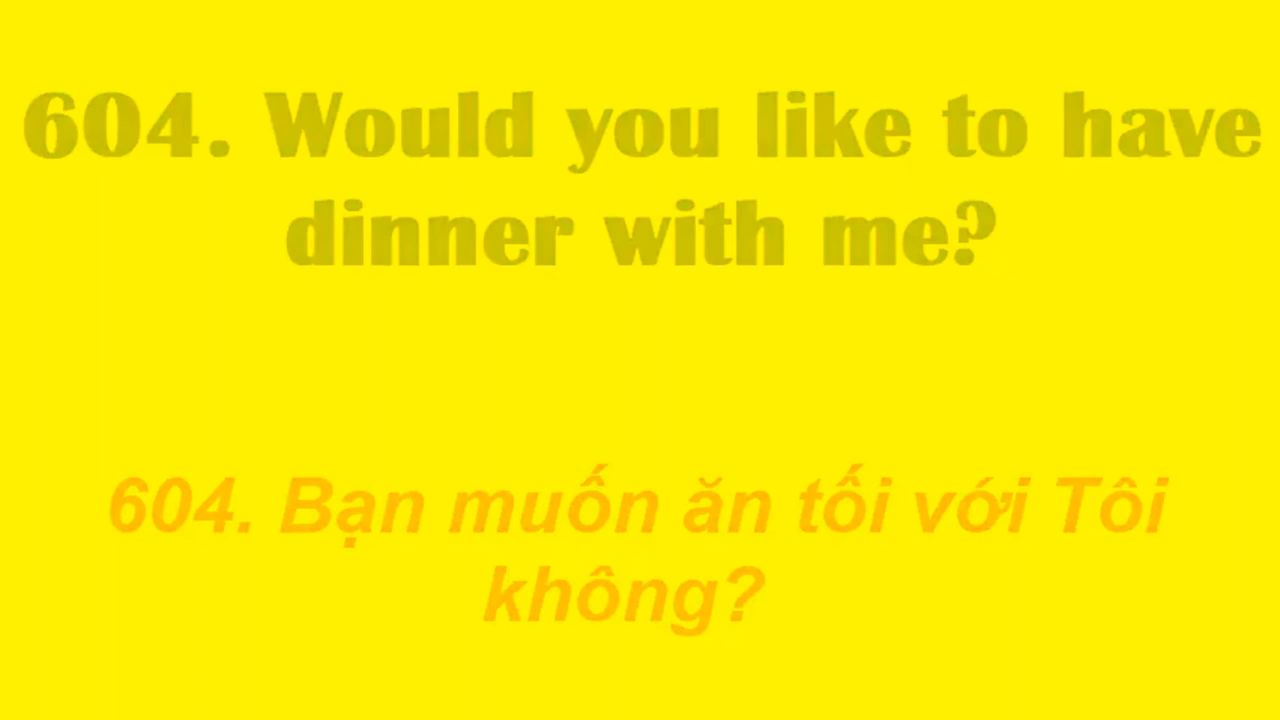 604. Would you like to have
dinner with me?
604. Bạn muốn ăn tối với Tôi
không?